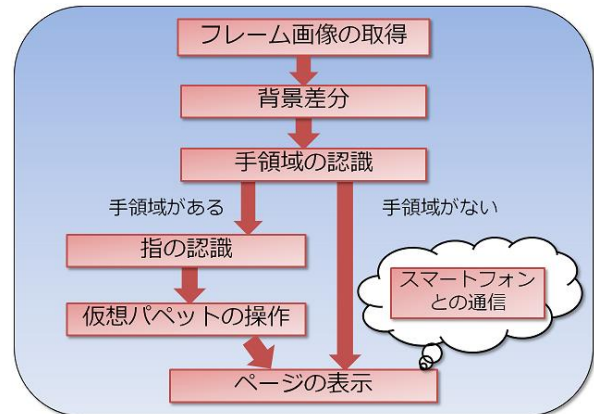 フレーム画像の取得
背景差分
手領域の認識
手領域がある
手領域がない
指の認識
仮想パペットの操作
スマートフォン
との通信
ページの表示